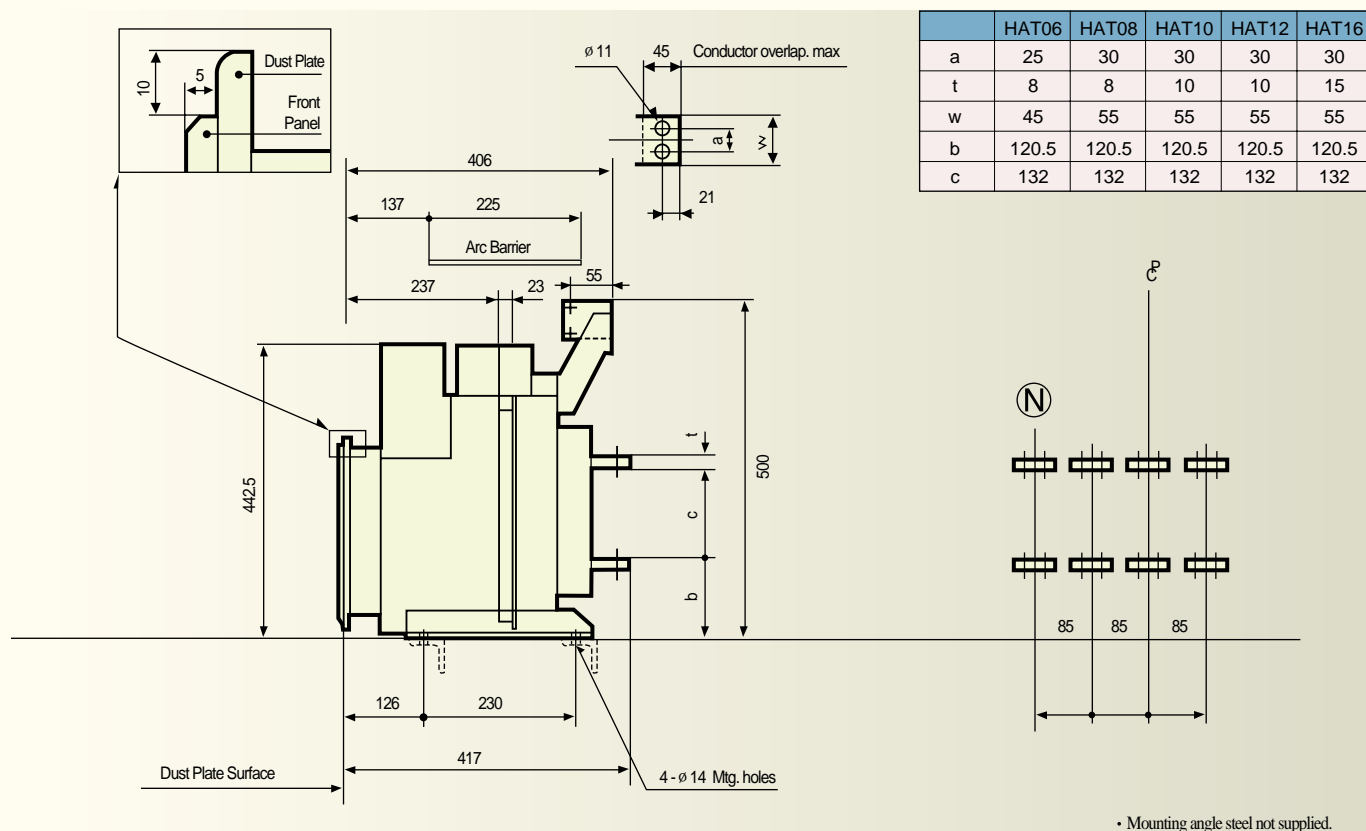 HAT06 HAT08 HAT10 HAT12 HAT16
a 25 30 30 30 30
t 8 8 10 10 15
w 45 55 55 55 55
b 120.5 120.5 120.5 120.5 120.5
c 132 132 132 132 132
10
5
Dust Plate
Front
Panel
ø 11
45
Conductor overlap. max
a
w
21
406
137
225
Arc Barrier
237
23
55
442.5
t
c
b
500
126
230
417
Dust Plate Surface
4 - ø 14 Mtg. holes
CP
N
85 85 85
• Mounting angle steel not supplied.